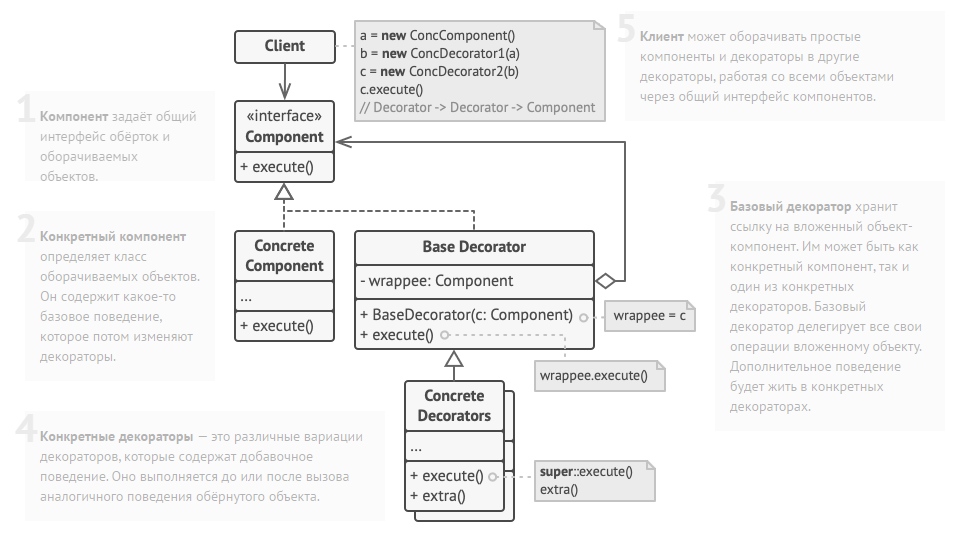 Client
a = new ConcComponent()
b = new ConcDecorator1(a)
c = new ConcDecorator2(b)
c.execute()
// Decorator -> Decorator -> Component
5
Клиент может оборачивать простые
компоненты и декораторы в другие
декораторы, работая со всеми объектами
через общий интерфейс компонентов.
1
Компонент задаёт общий
интерфейс обёрток и
оборачиваемых
объектов.
«interface»
Component
+ execute()
2
Конкретный компонент
определяет класс
оборачиваемых объектов.
Он содержит какое-то
базовое поведение,
которое потом изменяют
декораторы.
Concrete
Component
...
+ execute()
Base Decorator
- wrappee: Component
+ BaseDecorator(c: Component)
+ execute()
wrappee = c
wrappee.execute()
3
Базовый декоратор хранит
ссылку на вложенный объект-
компонент. Им может быть как
конкретный компонент, так и
один из конкретных
декораторов. Базовый
декоратор делегирует все свои
операции вложенному объекту.
Дополнительное поведение
будет жить в конкретных
декораторах.
4
Конкретные декораторы — это различные вариации
декораторов, которые содержат добавочное
поведение. Оно выполняется до или после вызова
аналогичного поведения обёрнутого объекта.
Concrete
Decorators
...
+ execute()
+ extra()
super::execute()
extra()